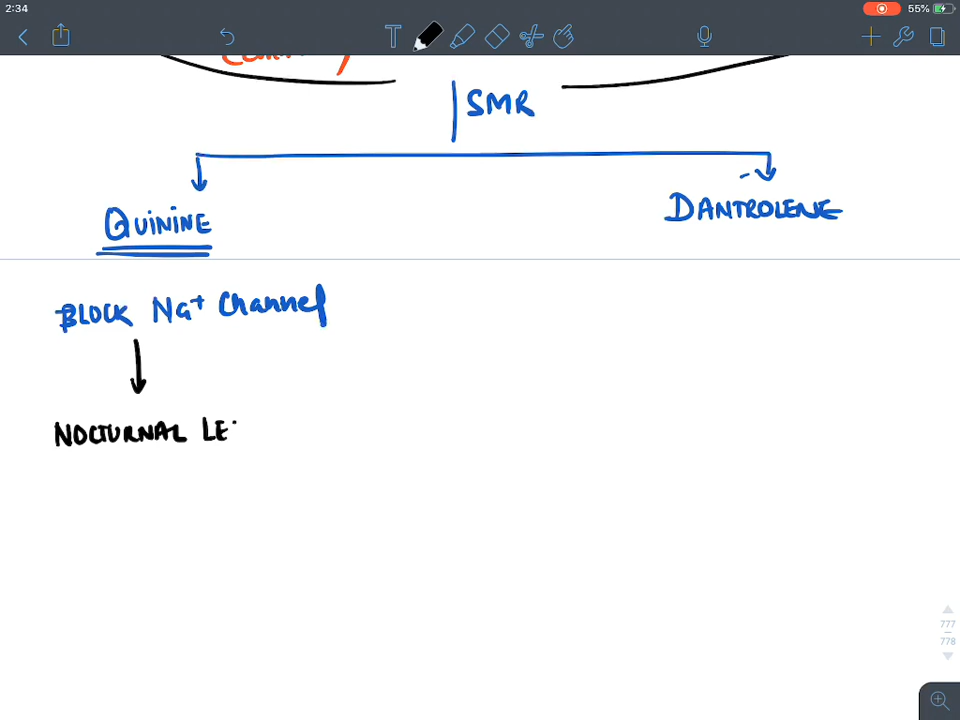 2:34
55%
T
SMR
QUININE
DANTROLENE
BLOCK Na+ Channel
NOCTURNAL LE
777
778